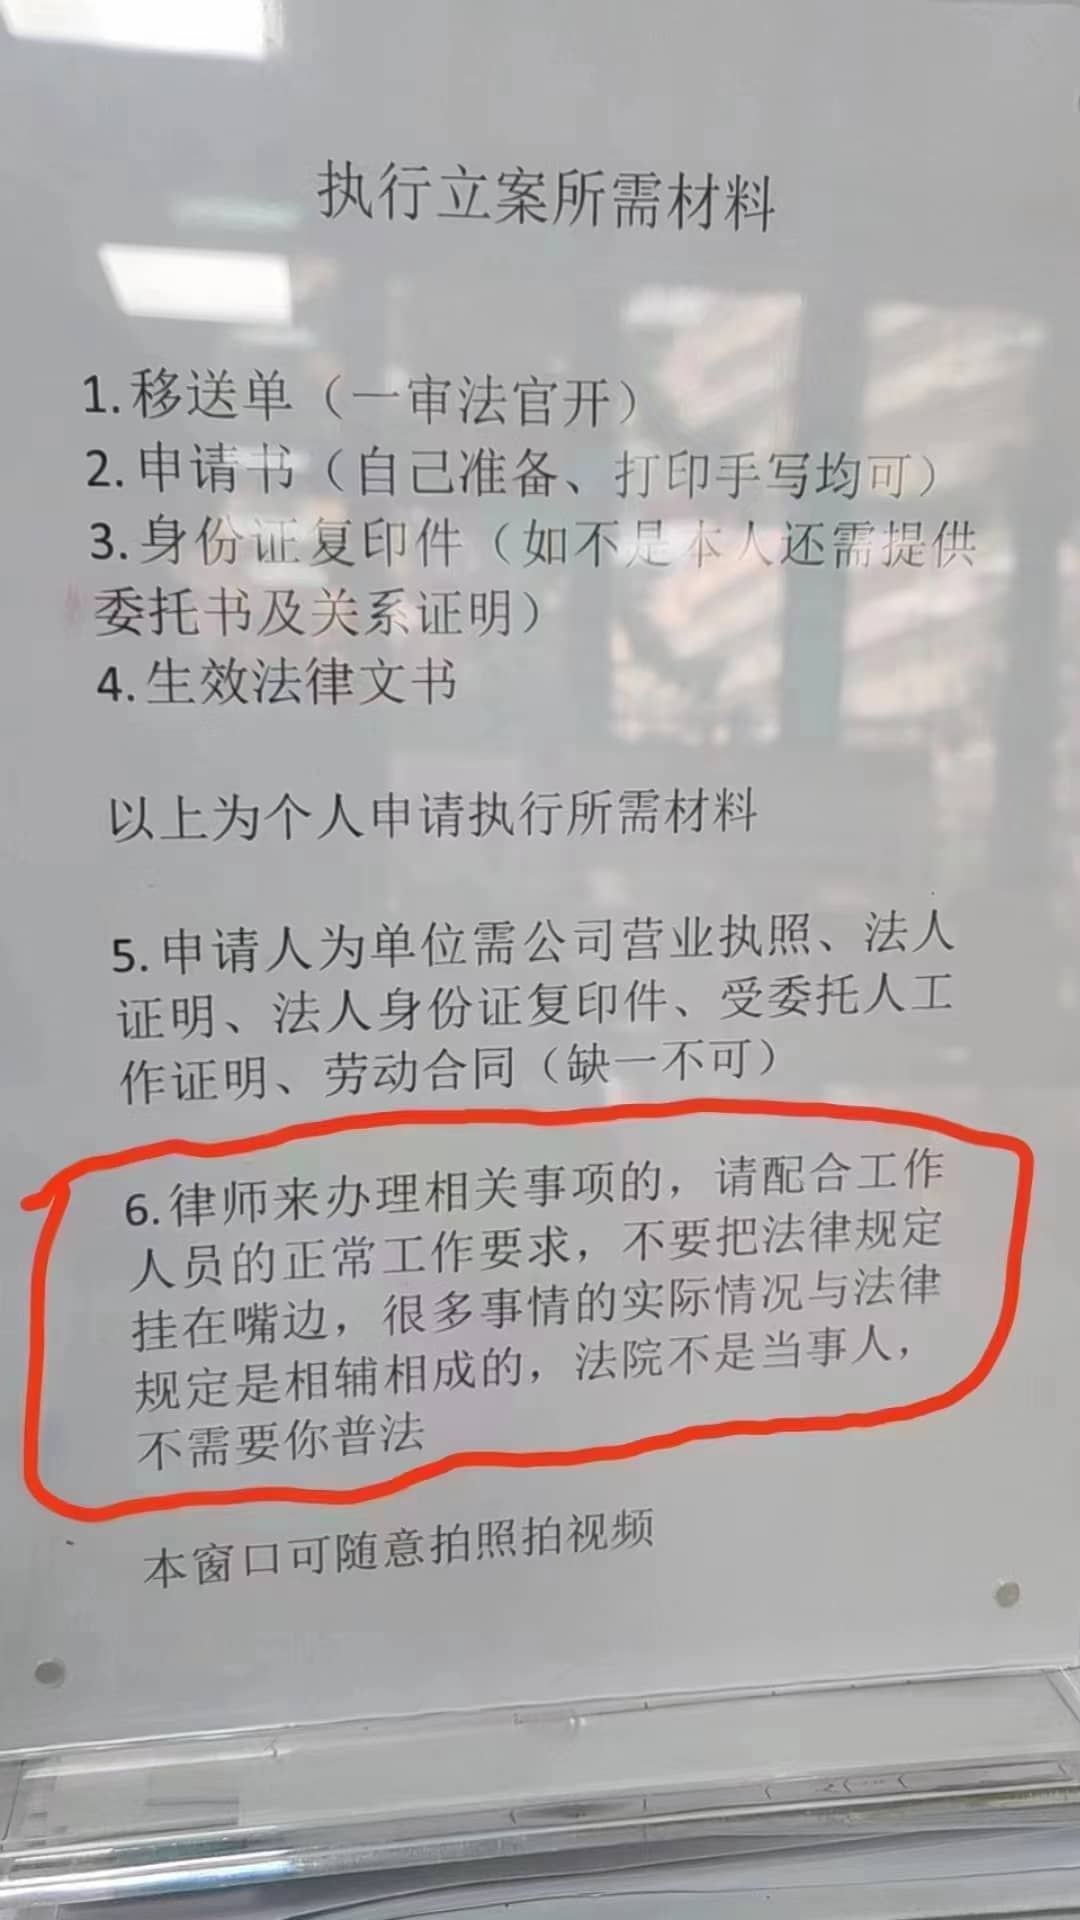 执行立案所需材料
1.移送单（一审法官开）
2.申请书（自己准备、打印手写均可）
3.身份证复印件（如不是本人还需提供
委托书及关系证明）
4.生效法律文书
以上为个人申请执行所需材料
5.申请人为单位需公司营业执照、法人
证明、法人身份证复印件、受委托人工
作证明、劳动合同（缺一不可）
6.律师来办理相关事项的，请配合工作
人员的正常工作要求，不要把法律规定
挂在嘴边，很多事情的实际情况与法律
规定是相辅相成的，法院不是当事人，
不需要你普法
本窗口可随意拍照拍视频